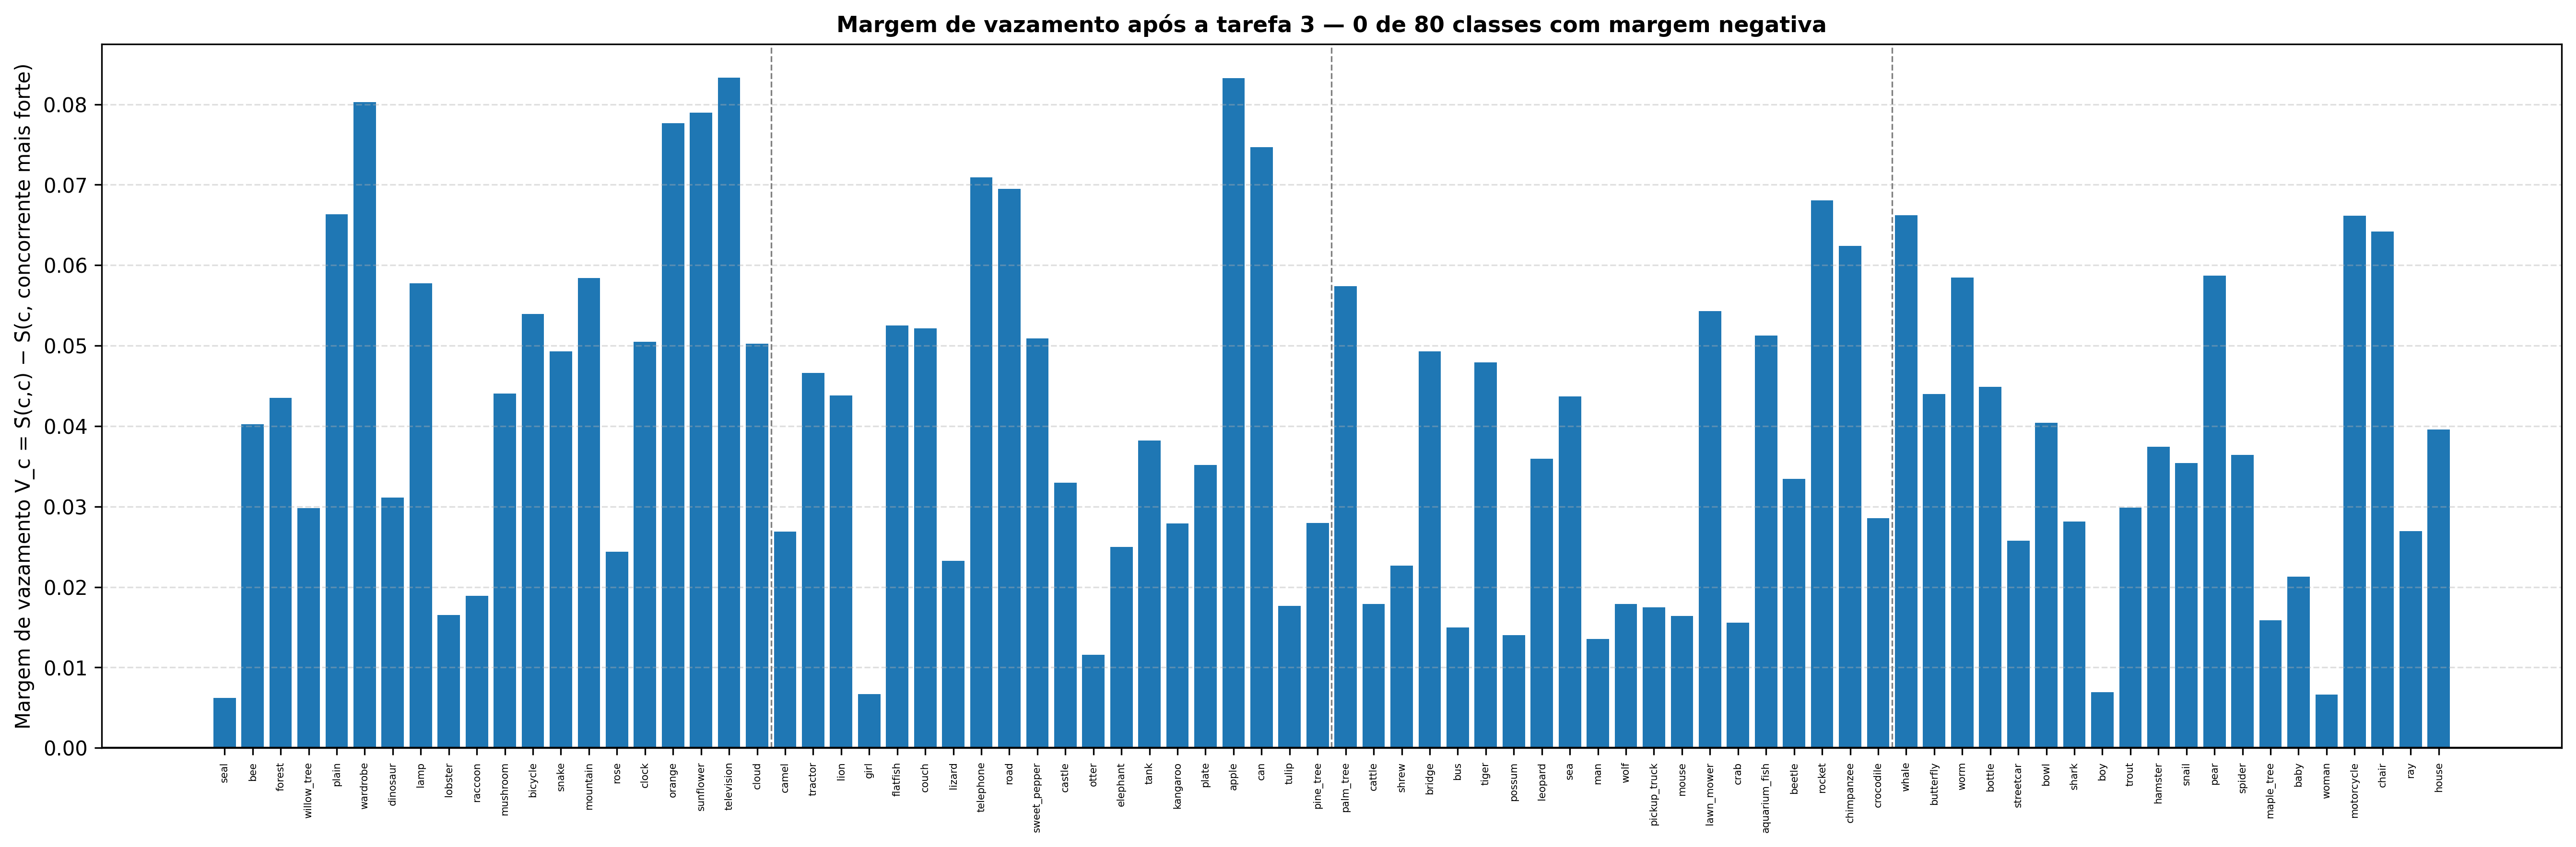 Margem de vazamento após a tarefa 3 — 0 de 80 classes com margem negativa
Margem de vazamento V_c = S(c,c) − S(c, concorrente mais forte)
0.08
0.07
0.06
0.05
0.04
0.03
0.02
0.01
0.00
seal
bee
forest
willow_tree
plain
wardrobe
dinosaur
lamp
lobster
raccoon
mushroom
bicycle
snake
mountain
rose
clock
orange
sunflower
television
cloud
camel
tractor
lion
girl
flatfish
couch
lizard
telephone
road
sweet_pepper
castle
otter
elephant
tank
kangaroo
plate
apple
can
tulip
pine_tree
palm_tree
cattle
shrew
bridge
bus
tiger
possum
leopard
sea
man
wolf
pickup_truck
mouse
lawn_mower
crab
aquarium_fish
beetle
rocket
chimpanzee
crocodile
whale
butterfly
worm
bottle
streetcar
bowl
shark
boy
trout
hamster
snail
pear
spider
maple_tree
baby
woman
motorcycle
chair
ray
house